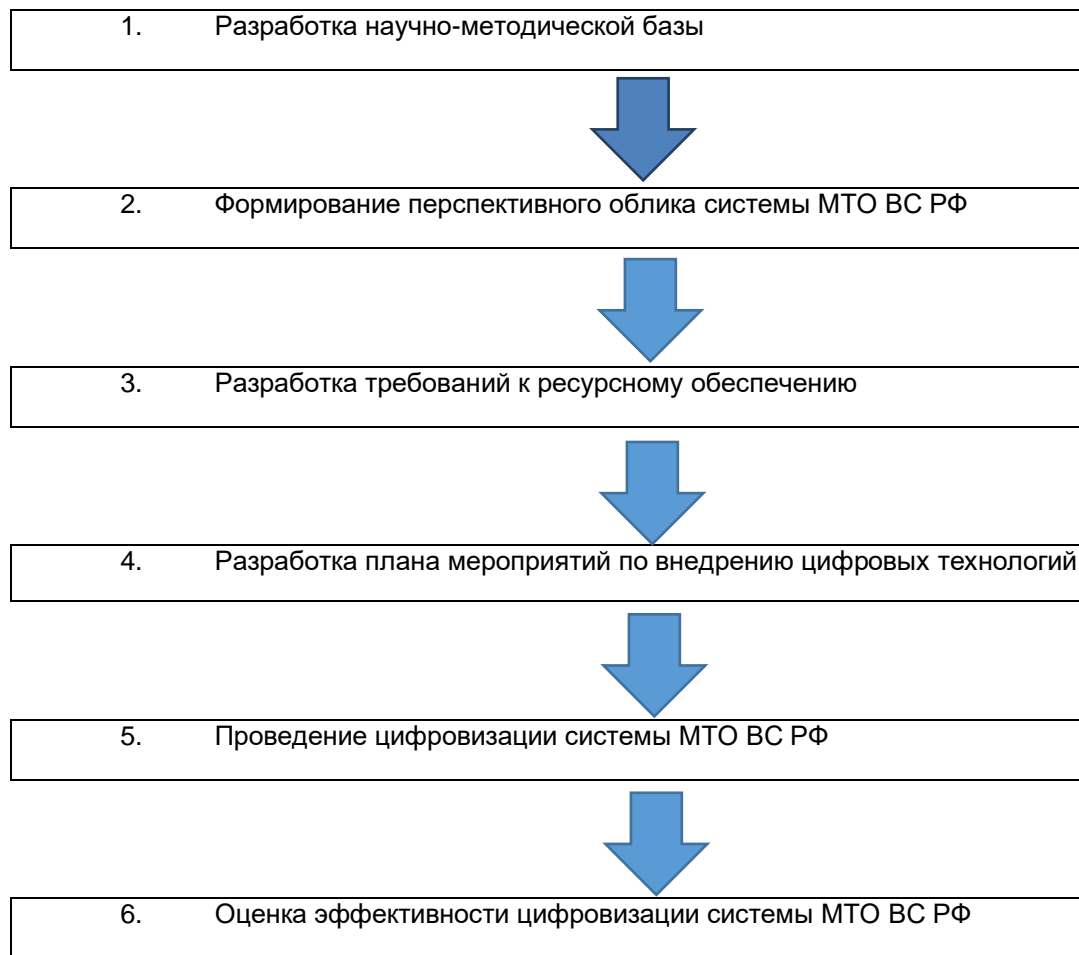 1. Разработка научно-методической базы
2. Формирование перспективного облика системы МТО ВС РФ
3. Разработка требований к ресурсному обеспечению
4. Разработка плана мероприятий по внедрению цифровых технологий
5. Проведение цифровизации системы МТО ВС РФ
6. Оценка эффективности цифровизации системы МТО ВС РФ